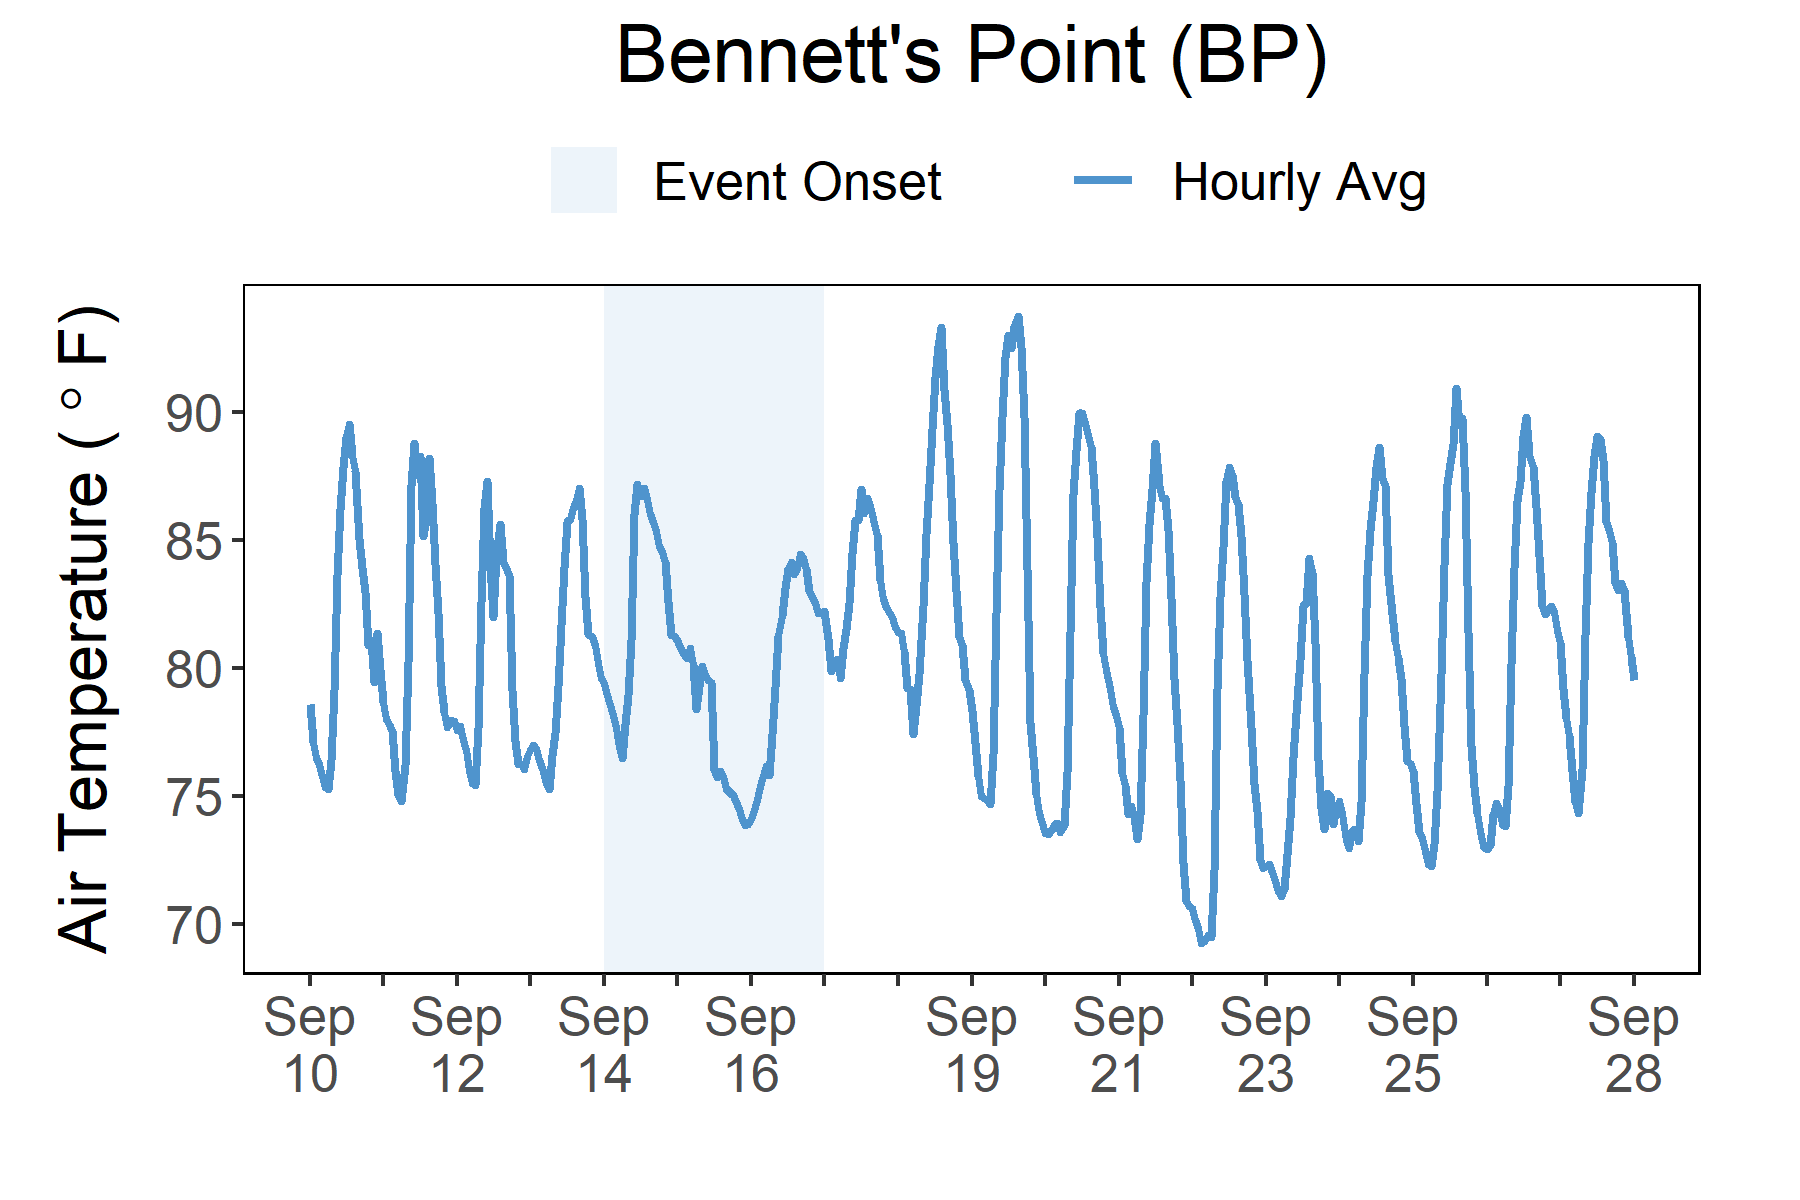 Bennett's Point (BP)
Event Onset Hourly Avg
Air Temperature ( ° F)
90
85
80
75
70
Sep Sep Sep Sep Sep Sep Sep Sep Sep
10 12 14 16 19 21 23 25 28